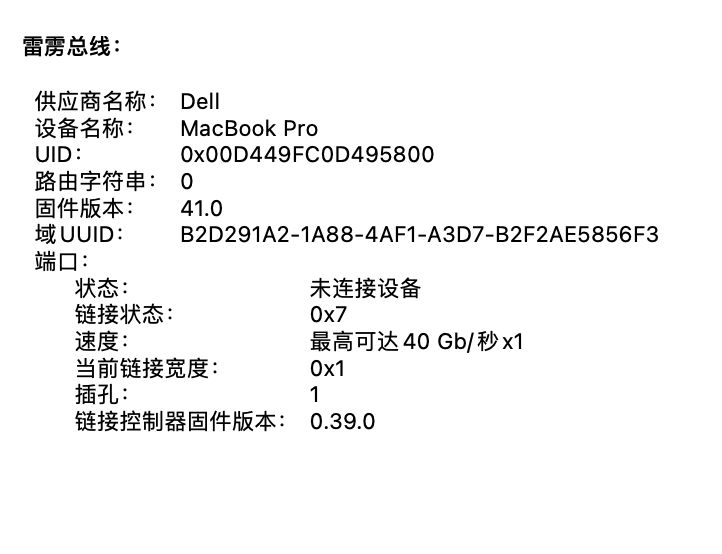 雷雳总线：
供应商名称： Dell
设备名称： MacBook Pro
UID： 0x00D449FC0D495800
路由字符串： 0
固件版本： 41.0
域UUID： B2D291A2-1A88-4AF1-A3D7-B2F2AE5856F3
端口：
状态： 未连接设备
链接状态： 0x7
速度： 最高可达40 Gb/秒x1
当前链接宽度： 0x1
插孔： 1
链接控制器固件版本： 0.39.0